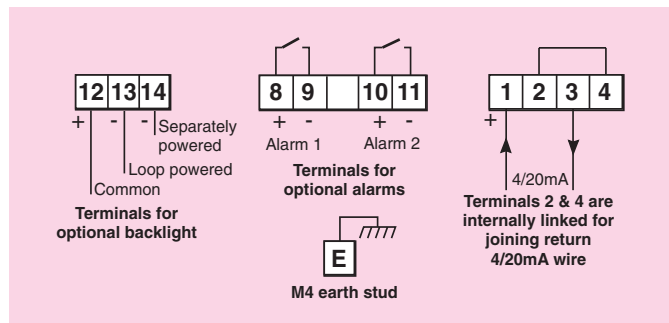 12 13 14
+ - -
Separately
powered
Loop powered
Common
Terminals for
optional backlight
8 9 10 11
+ - + -
Alarm 1 Alarm 2
Terminals for
optional alarms
E
M4 earth stud
1 2 3 4
+ -
4/20mA
Terminals 2 & 4 are
internally linked for
joining return
4/20mA wire